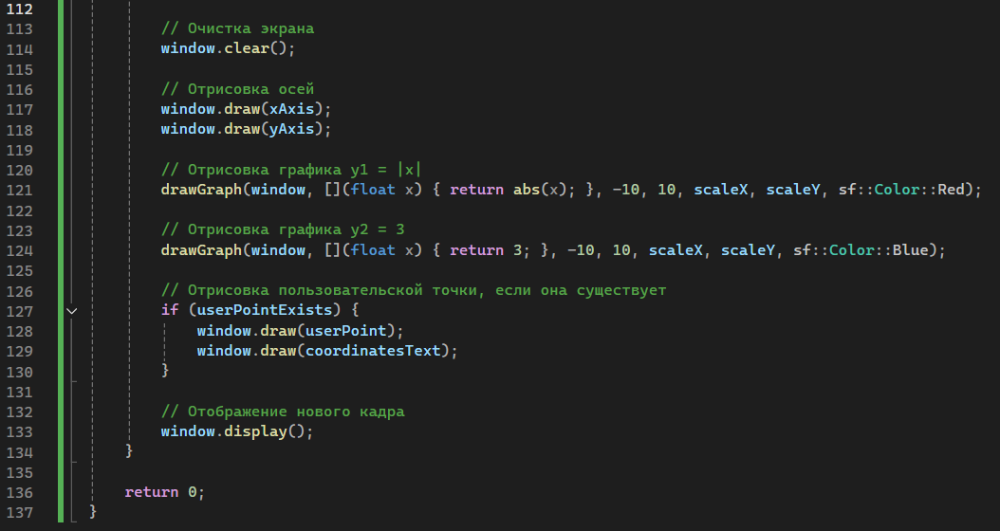 112
113 // Очистка экрана
114 window.clear();
115
116 // Отрисовка осей
117 window.draw(xAxis);
118 window.draw(yAxis);
119
120 // Отрисовка графика y1 = |x|
121 drawGraph(window, [](float x) { return abs(x); }, -10, 10, scaleX, scaleY, sf::Color::Red);
122
123 // Отрисовка графика y2 = 3
124 drawGraph(window, [](float x) { return 3; }, -10, 10, scaleX, scaleY, sf::Color::Blue);
125
126 // Отрисовка пользовательской точки, если она существует
127 if (userPointExists) {
128 window.draw(userPoint);
129 window.draw(coordinatesText);
130 }
131
132 // Отображение нового кадра
133 window.display();
134 }
135
136 return 0;
137 }